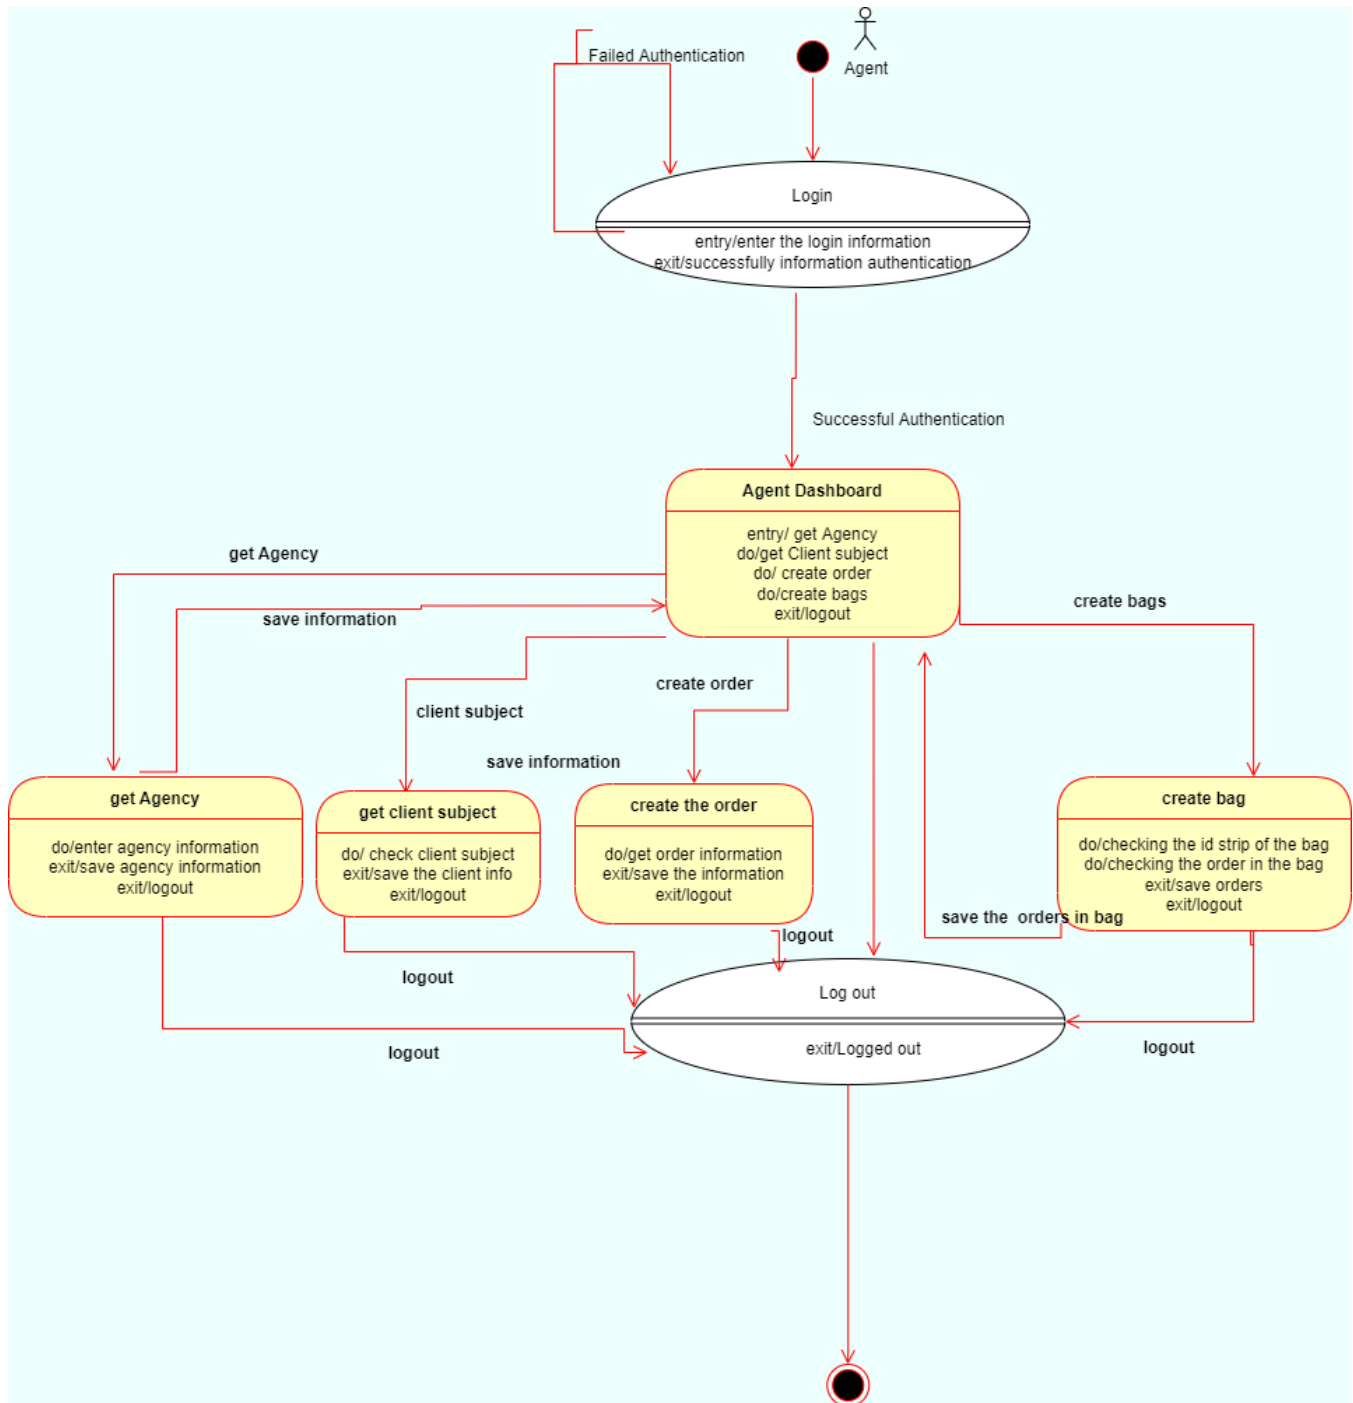 Failed Authentication
Agent
Login
entry/enter the login information
exit/successfully information authentication
Successful Authentication
Agent Dashboard
entry/ get Agency
do/get Client subject
do/ create order
do/create bags
exit/logout
get Agency
save information
create bags
client subject
create order
save information
get Agency
do/enter agency information
exit/save agency information
exit/logout
get client subject
do/ check client subject
exit/save the client info
exit/logout
create the order
do/get order information
exit/save the information
exit/logout
create bag
do/checking the id strip of the bag
do/checking the order in the bag
exit/save orders
exit/logout
save the  orders in bag
logout
logout
logout
logout
Log out
exit/Logged out